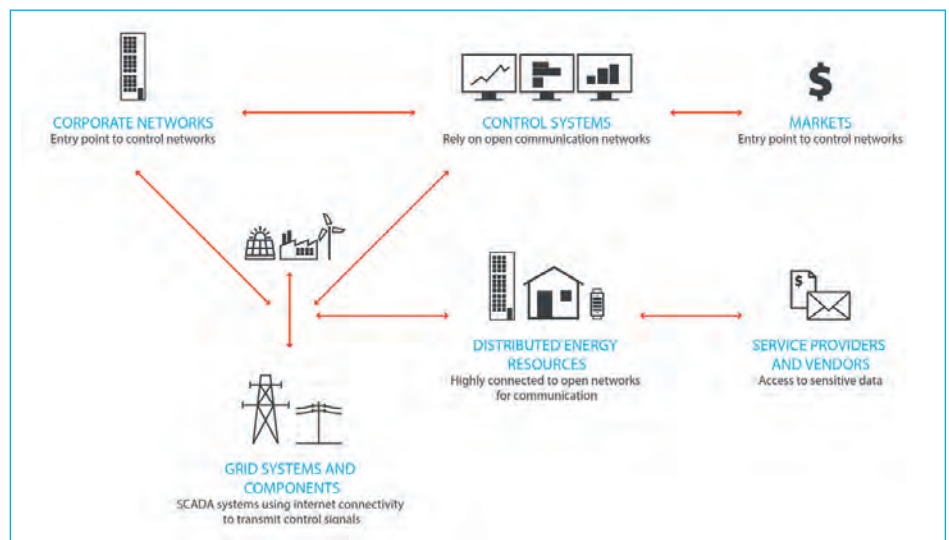 CORPORATE NETWORKS
Entry point to control networks
CONTROL SYSTEMS
Rely on open communication networks
$
MARKETS
Entry point to control networks
DISTRIBUTED ENERGY
RESOURCES
Highly connected to open networks
for communication
$
SERVICE PROVIDERS
AND VENDORS
Access to sensitive data
GRID SYSTEMS AND
COMPONENTS
SCADA systems using internet connectivity
to transmit control signals